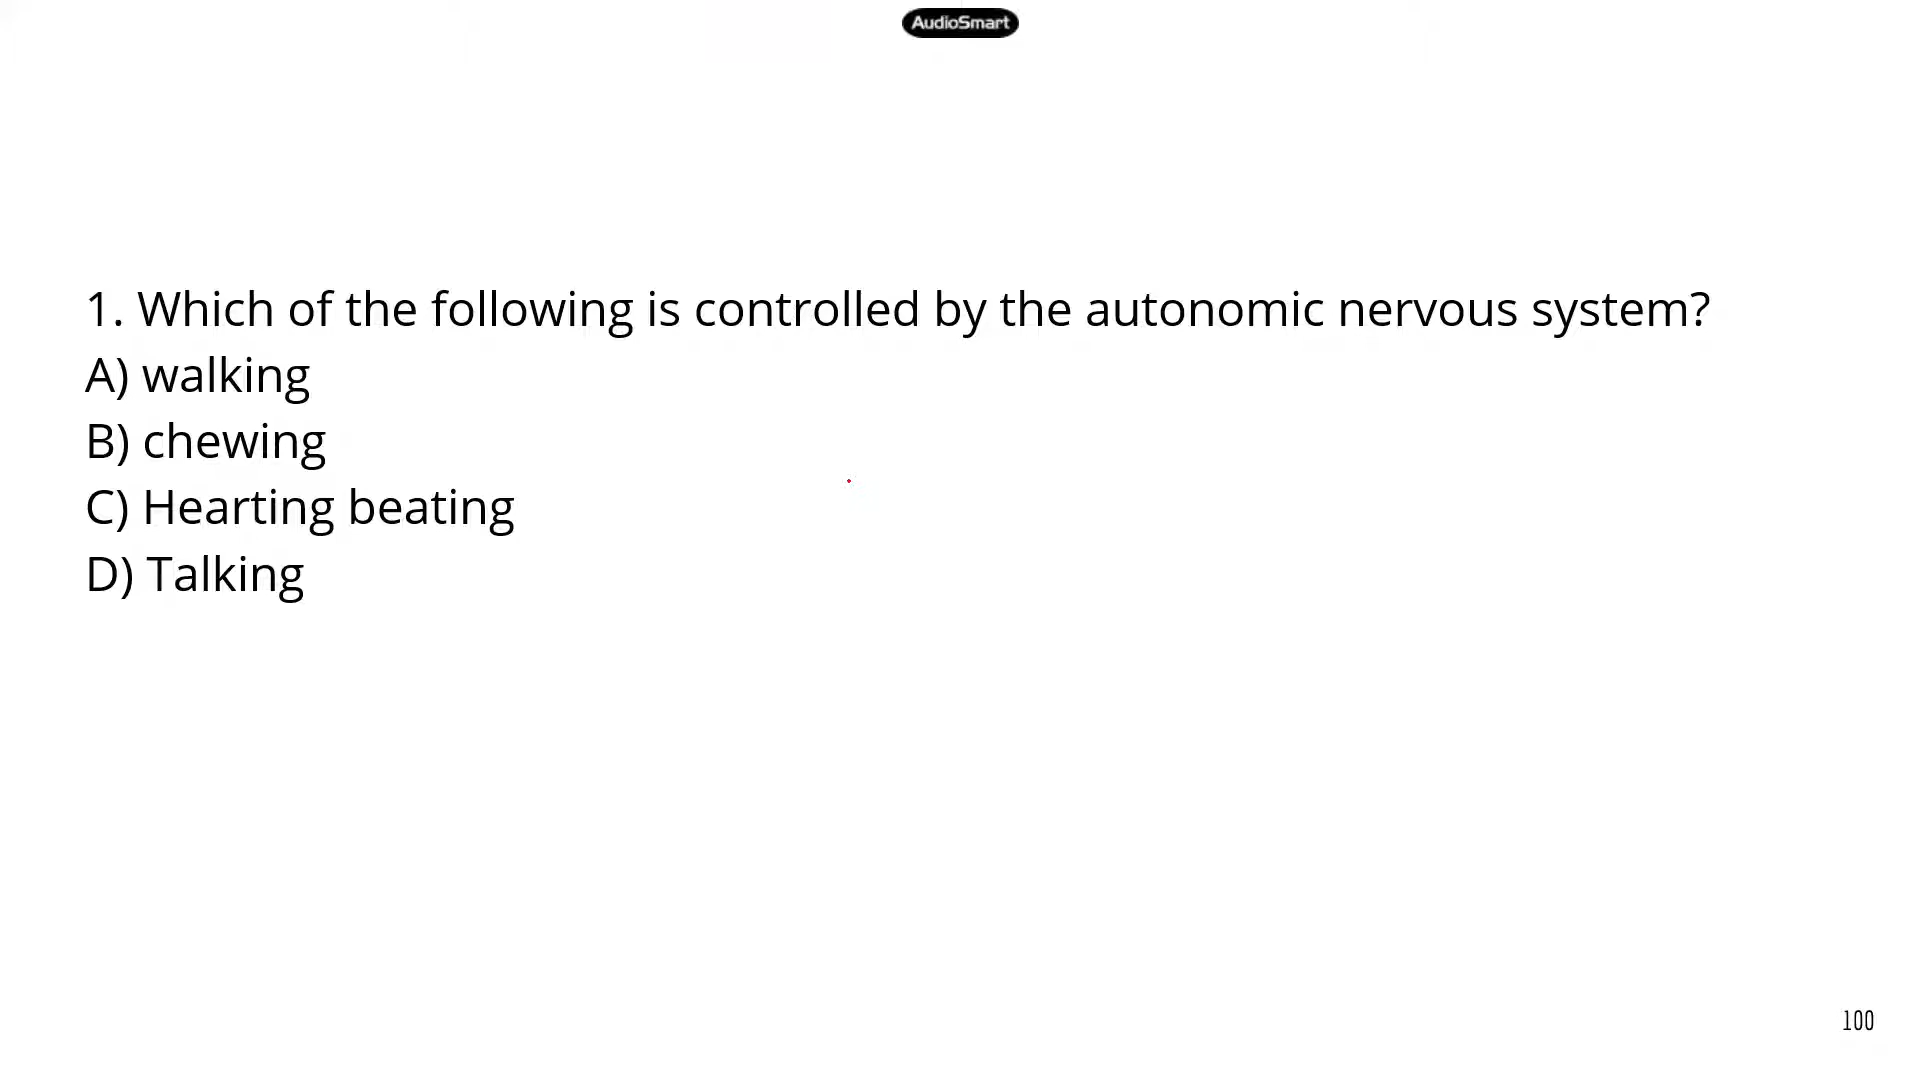 AudioSmart
1. Which of the following is controlled by the autonomic nervous system?
A) walking
B) chewing
C) Hearting beating
D) Talking
100